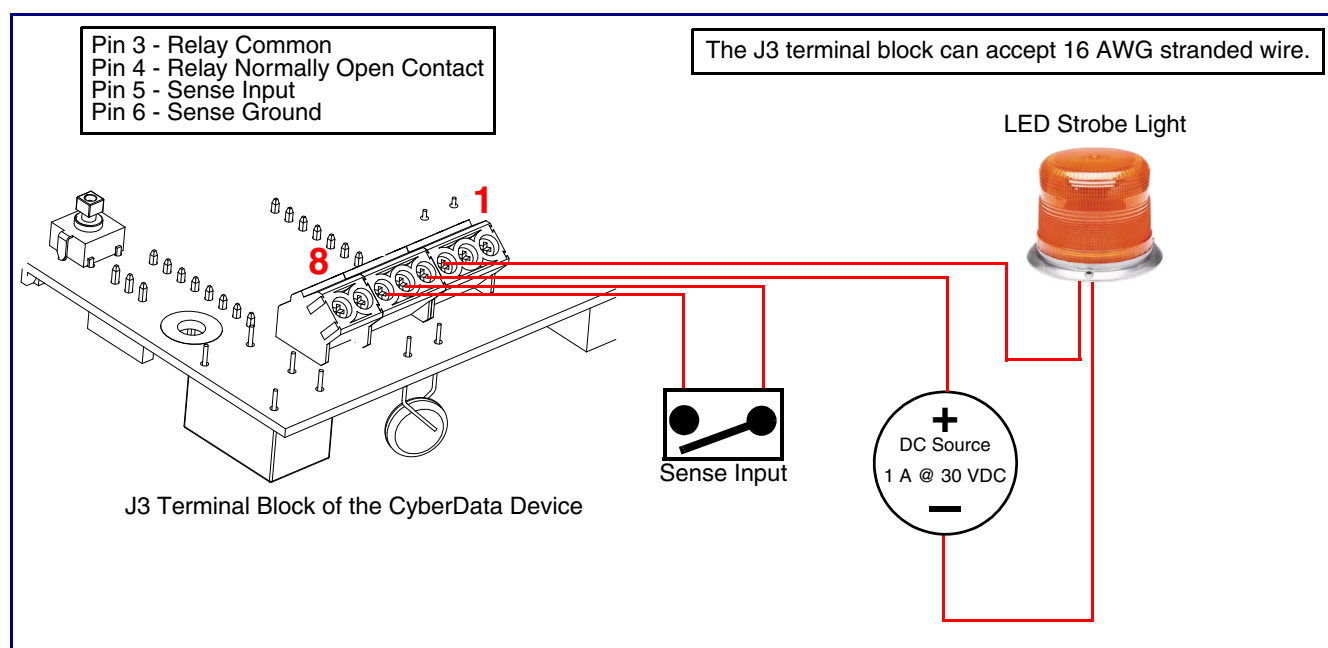 Pin 3 - Relay Common
Pin 4 - Relay Normally Open Contact
Pin 5 - Sense Input
Pin 6 - Sense Ground
The J3 terminal block can accept 16 AWG stranded wire.
LED Strobe Light
1
8
+
DC Source
1 A @ 30 VDC
—
Sense Input
J3 Terminal Block of the CyberData Device